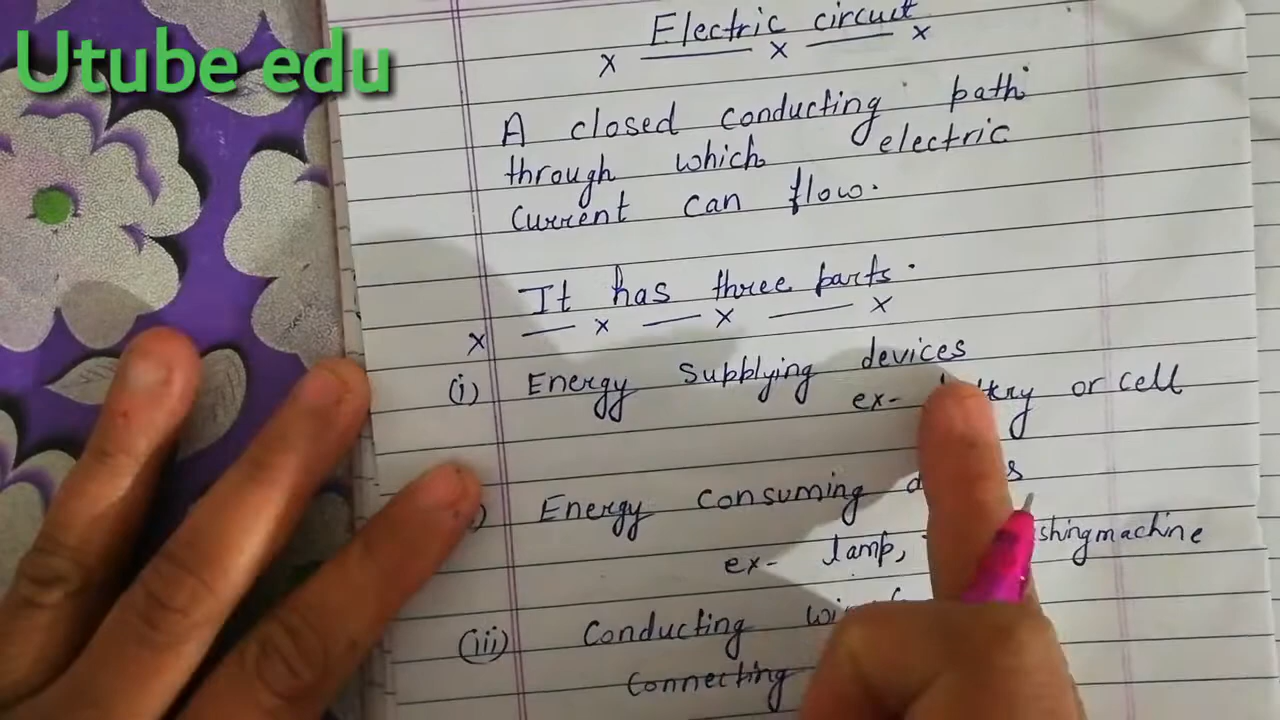 Utube edu
Electric circuit
A closed conducting path
through which electric
current can flow.
It has three parts.
(i) Energy supplying devices
ex- or cell
Energy consuming
ex- lamp,
(iii) Conducting
Connecting